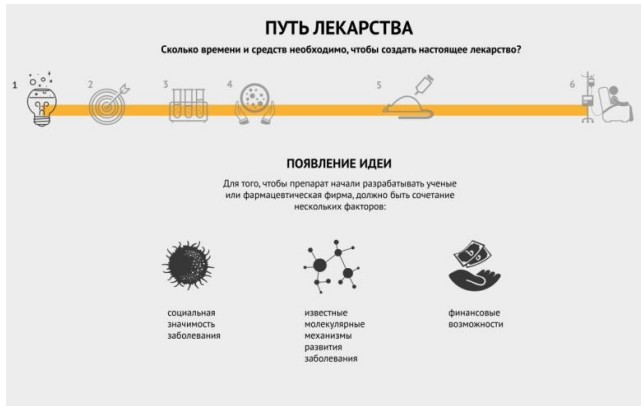 ПУТЬ ЛЕКАРСТВА
Сколько времени и средств необходимо, чтобы создать настоящее лекарство?
1 2 3 4 5 6
ПОЯВЛЕНИЕ ИДЕИ
Для того, чтобы препарат начали разрабатывать ученые
или фармацевтическая фирма, должно быть сочетание
нескольких факторов:
социальная
значимость
заболевания
известные
молекулярные
механизмы
развития
заболевания
финансовые
возможности